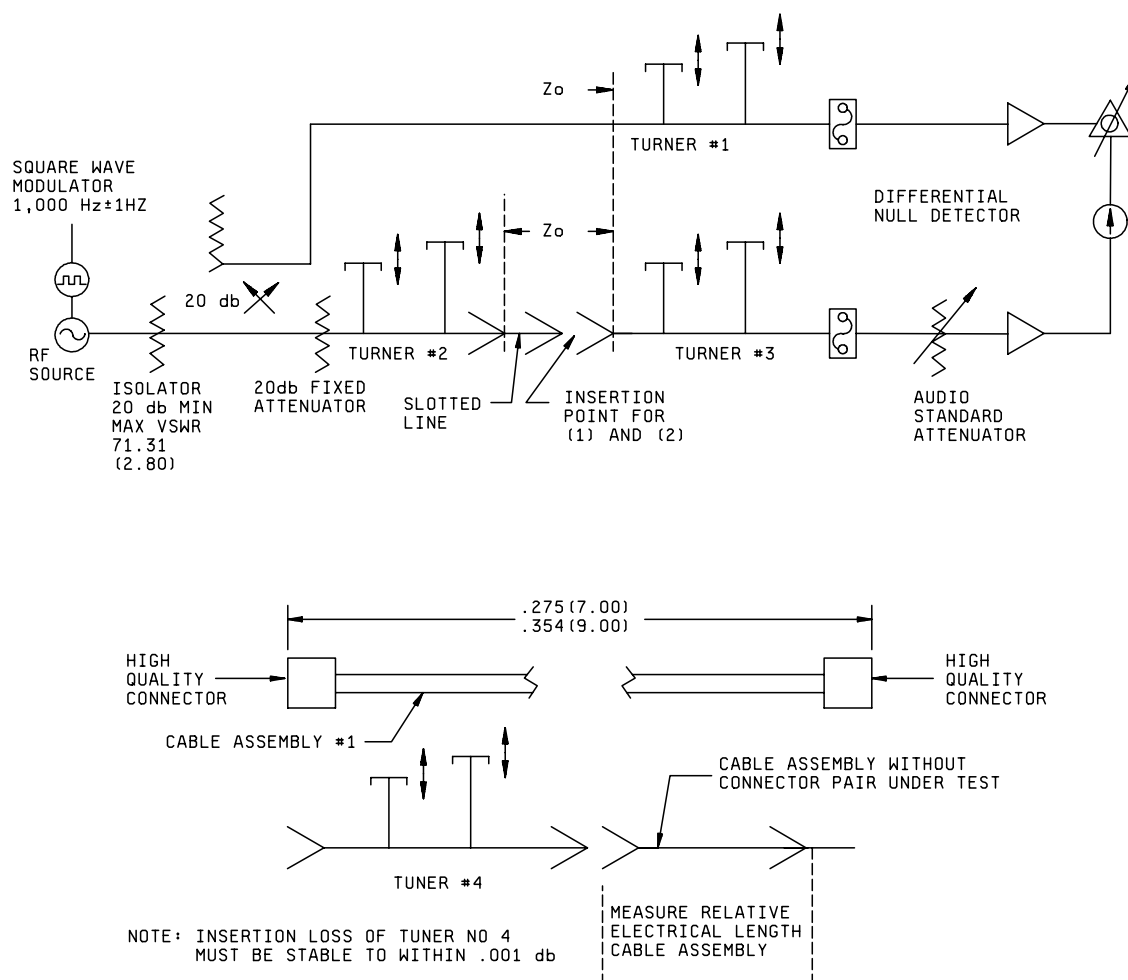 Zo
TURNER #1
SQUARE WAVE
MODULATOR
1,000 Hz±1HZ
DIFFERENTIAL
NULL DETECTOR
Zo
20 db
RF
SOURCE
TURNER #2
TURNER #3
ISOLATOR
20 db MIN
MAX VSWR
71.31
(2.80)
20db FIXED
ATTENUATOR
SLOTTED
LINE
INSERTION
POINT FOR
(1) AND (2)
AUDIO
STANDARD
ATTENUATOR
.275(7.00)
.354(9.00)
HIGH
QUALITY
CONNECTOR
HIGH
QUALITY
CONNECTOR
CABLE ASSEMBLY #1
CABLE ASSEMBLY WITHOUT
CONNECTOR PAIR UNDER TEST
TUNER #4
MEASURE RELATIVE
ELECTRICAL LENGTH
CABLE ASSEMBLY
NOTE: INSERTION LOSS OF TUNER NO 4
MUST BE STABLE TO WITHIN .001 db